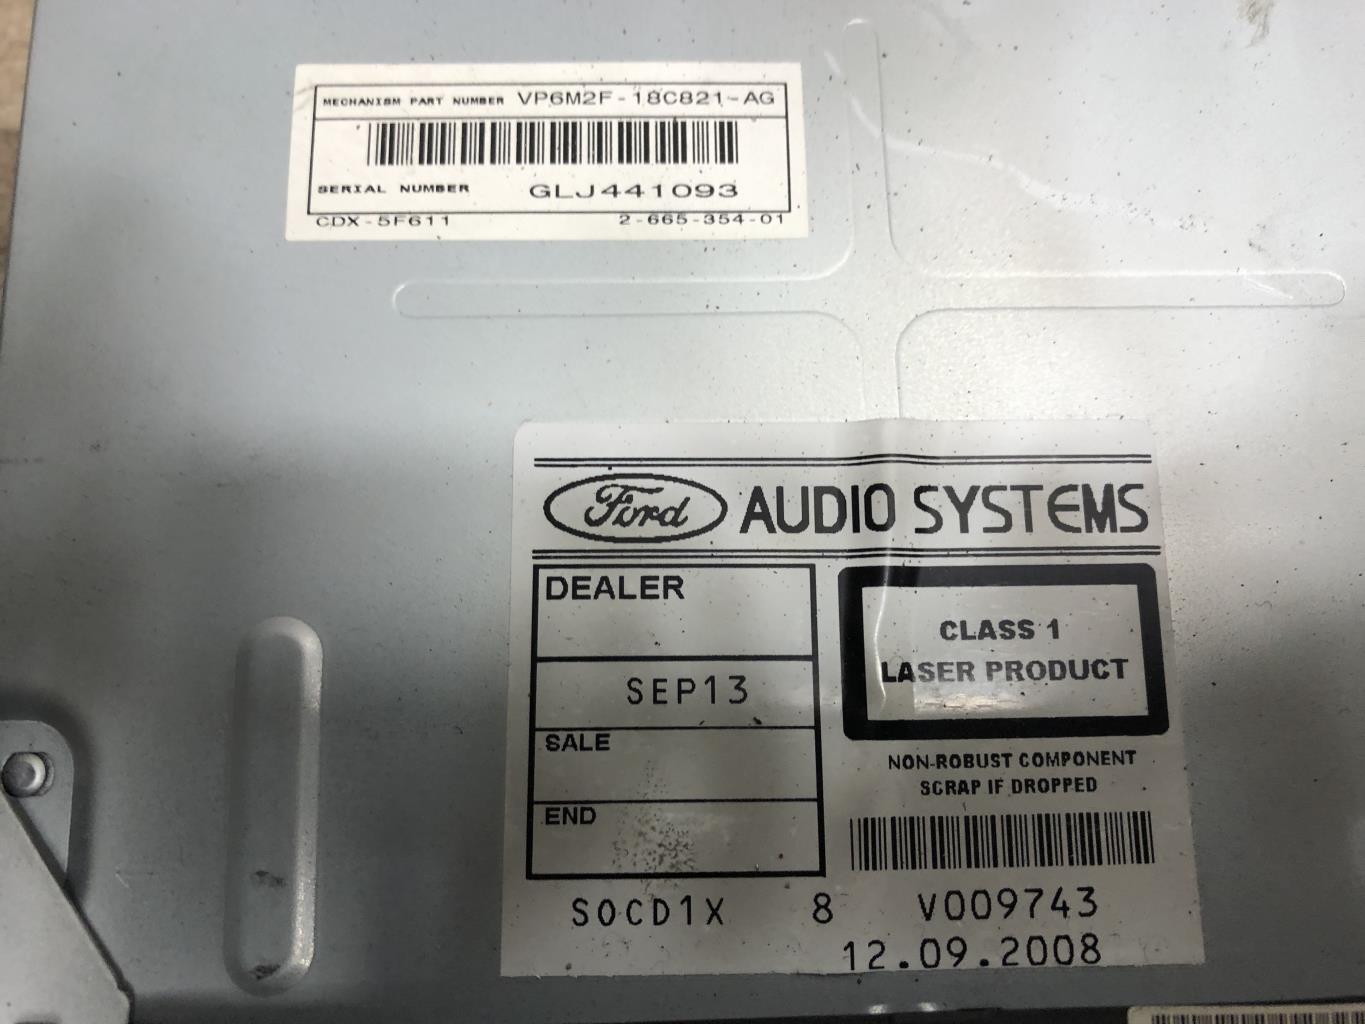 MECHANISM PART NUMBER VP6M2F-18C821-AG
SERIAL NUMBER GLJ441093
CDX-5F611 2-665-354-01
Ford AUDIO SYSTEMS
DEALER
SEP13
SALE
END
CLASS 1
LASER PRODUCT
NON-ROBUST COMPONENT
SCRAP IF DROPPED
SOCD1X 8 V009743
12.09.2008